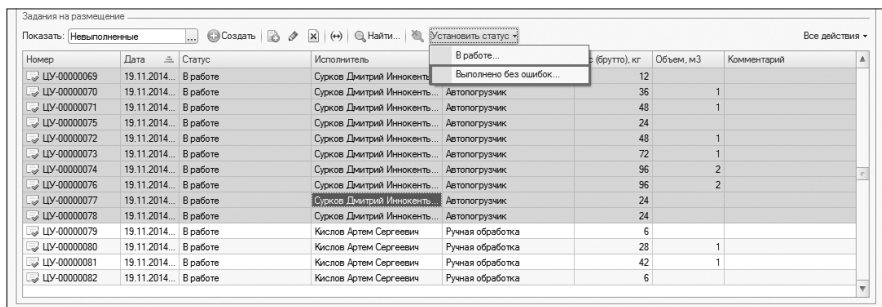 Задания на размещение
Показать: Невыполненные ... Создать Найти... Установить статус Все действия
В работе...
Выполнено без ошибок...
Номер Дата Статус Исполнитель с (брутто), кг Объем, м3 Комментарий
ЦУ-00000069 19.11.2014... В работе Сурков Дмитрий Иннокенть 12
ЦУ-00000070 19.11.2014... В работе Сурков Дмитрий Иннокенть... Автопогрузчик 36 1
ЦУ-00000071 19.11.2014... В работе Сурков Дмитрий Иннокенть... Автопогрузчик 48 1
ЦУ-00000075 19.11.2014... В работе Сурков Дмитрий Иннокенть... Автопогрузчик 24
ЦУ-00000072 19.11.2014... В работе Сурков Дмитрий Иннокенть... Автопогрузчик 48 1
ЦУ-00000073 19.11.2014... В работе Сурков Дмитрий Иннокенть... Автопогрузчик 72 1
ЦУ-00000074 19.11.2014... В работе Сурков Дмитрий Иннокенть... Автопогрузчик 96 2
ЦУ-00000076 19.11.2014... В работе Сурков Дмитрий Иннокенть... Автопогрузчик 96 2
ЦУ-00000077 19.11.2014... В работе Сурков Дмитрий Иннокенть... Автопогрузчик 24
ЦУ-00000078 19.11.2014... В работе Сурков Дмитрий Иннокенть... Автопогрузчик 24
ЦУ-00000079 19.11.2014... В работе Кислов Артем Сергеевич Ручная обработка 6
ЦУ-00000080 19.11.2014... В работе Кислов Артем Сергеевич Ручная обработка 28 1
ЦУ-00000081 19.11.2014... В работе Кислов Артем Сергеевич Ручная обработка 42 1
ЦУ-00000082 19.11.2014... В работе Кислов Артем Сергеевич Ручная обработка 6